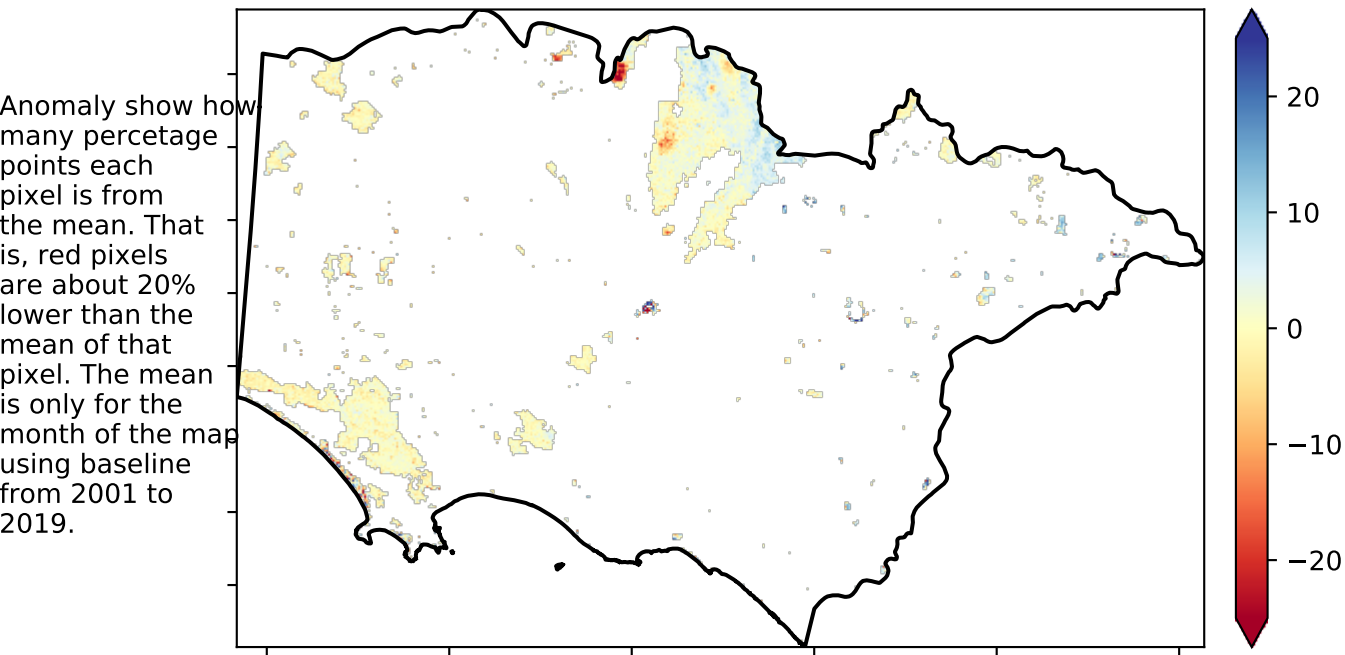 Anomaly show how
many percetage
points each
pixel is from
the mean. That
is, red pixels
are about 20%
lower than the
mean of that
pixel. The mean
is only for the
month of the map
using baseline
from 2001 to
2019.
20
10
0
−10
−20